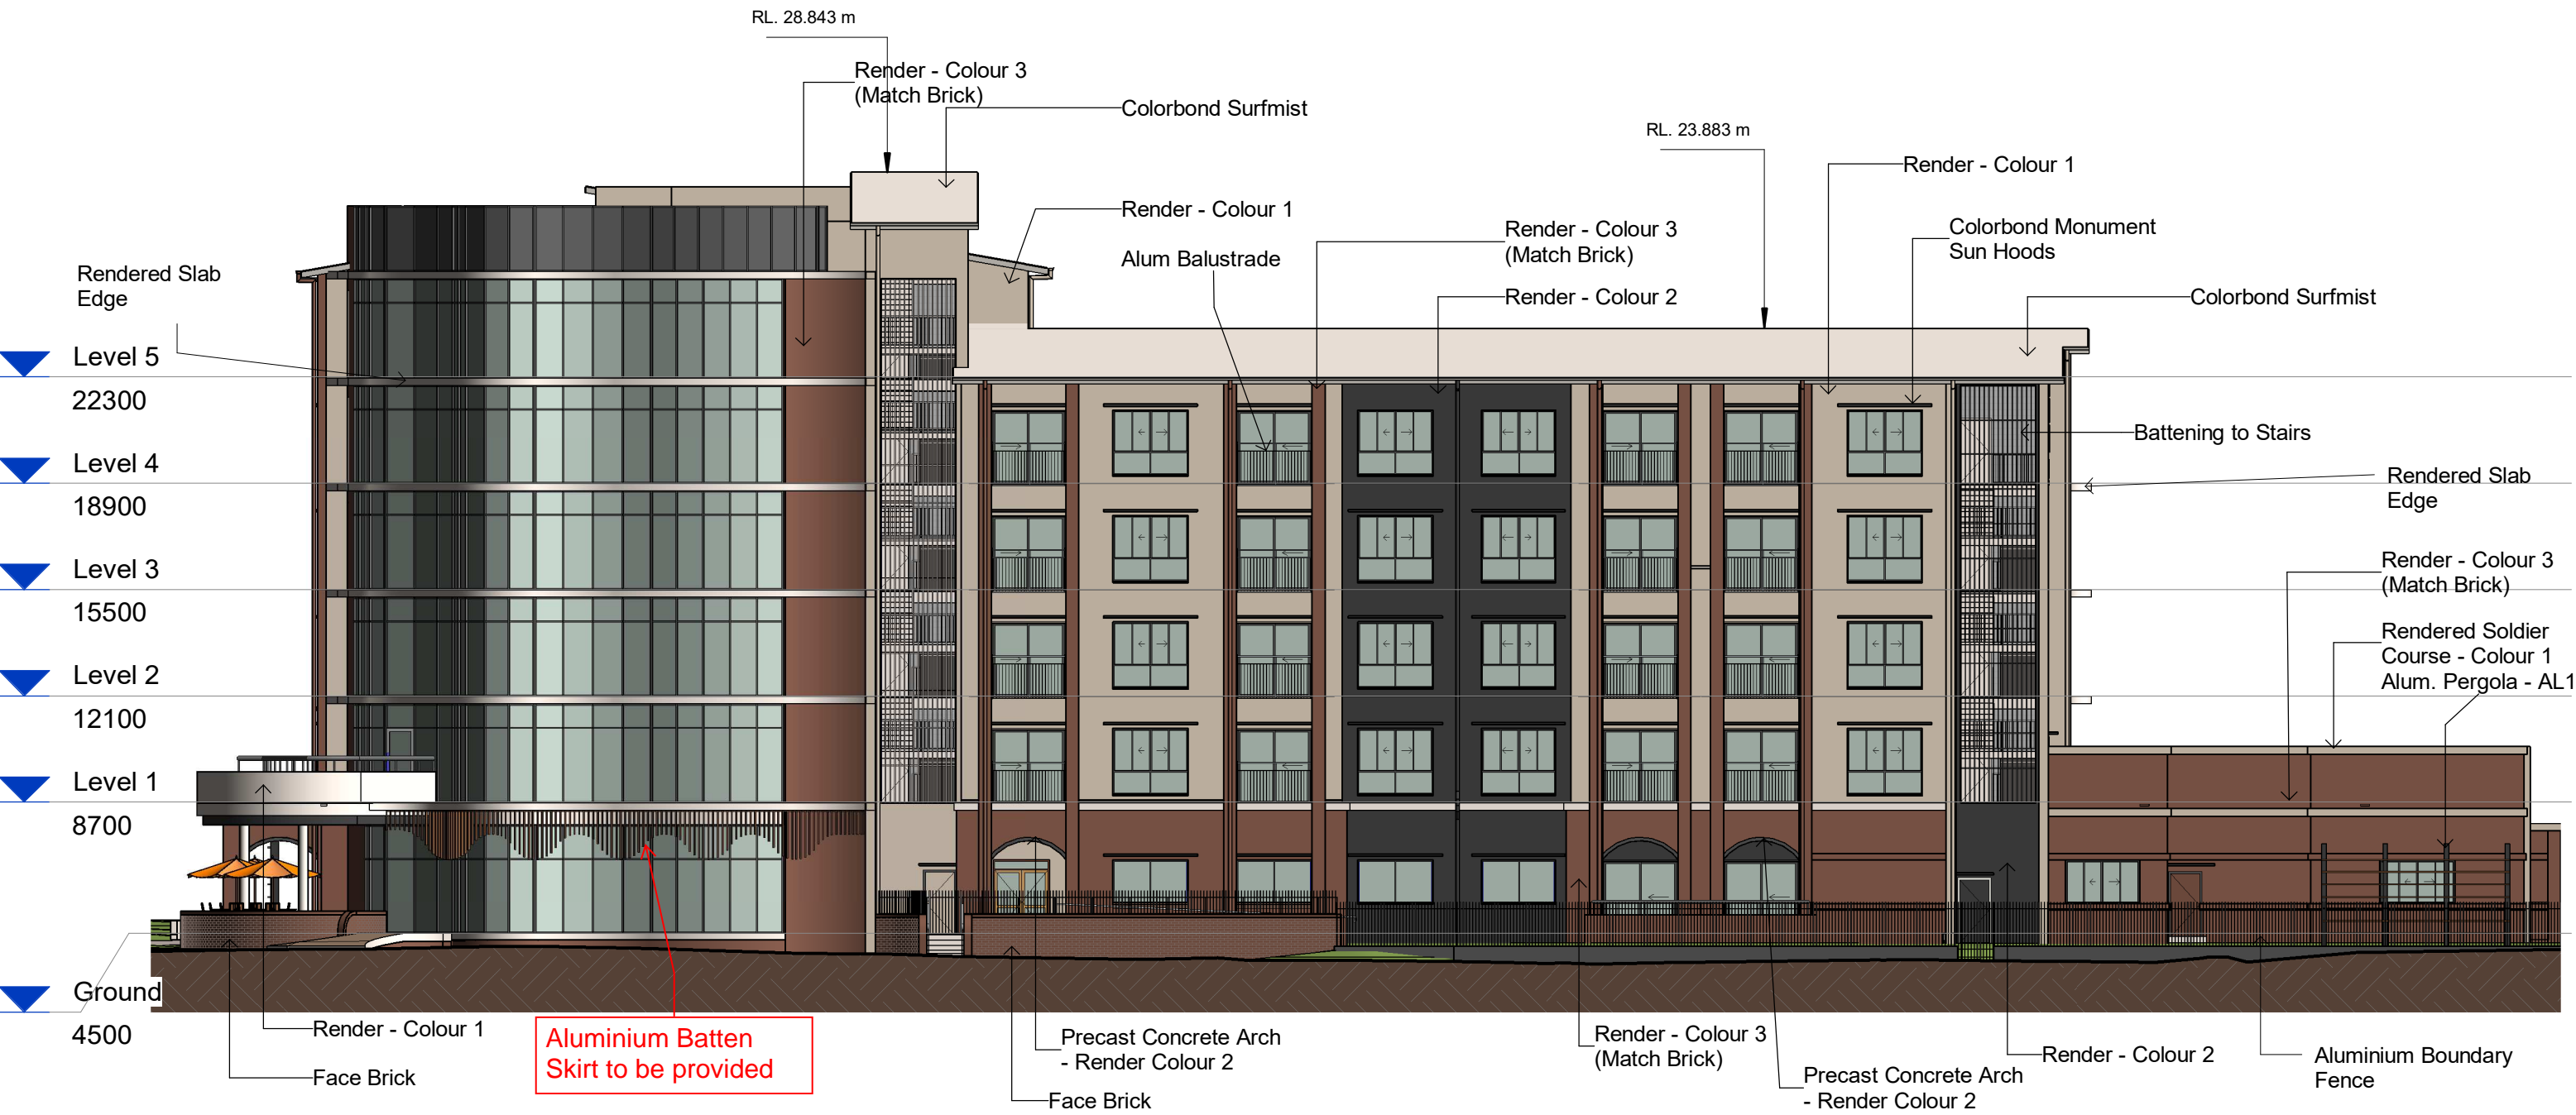 RL. 28.843 m
Render - Colour 3
(Match Brick)
Colorbond Surfmist
RL. 23.883 m
Render - Colour 1
Render - Colour 1
Render - Colour 3
(Match Brick)
Colorbond Monument
Sun Hoods
Alum Balustrade
Rendered Slab
Edge
Render - Colour 2
Colorbond Surfmist
Level 5
22300
Battening to Stairs
Level 4
18900
Rendered Slab
Edge
Level 3
15500
Render - Colour 3
(Match Brick)
Rendered Soldier
Course - Colour 1
Alum. Pergola - AL1
Level 2
12100
Level 1
8700
Ground
4500
Render - Colour 1
Face Brick
Aluminium Batten
Skirt to be provided
Precast Concrete Arch
- Render Colour 2
Face Brick
Render - Colour 3
(Match Brick)
Precast Concrete Arch
- Render Colour 2
Render - Colour 2
Aluminium Boundary
Fence